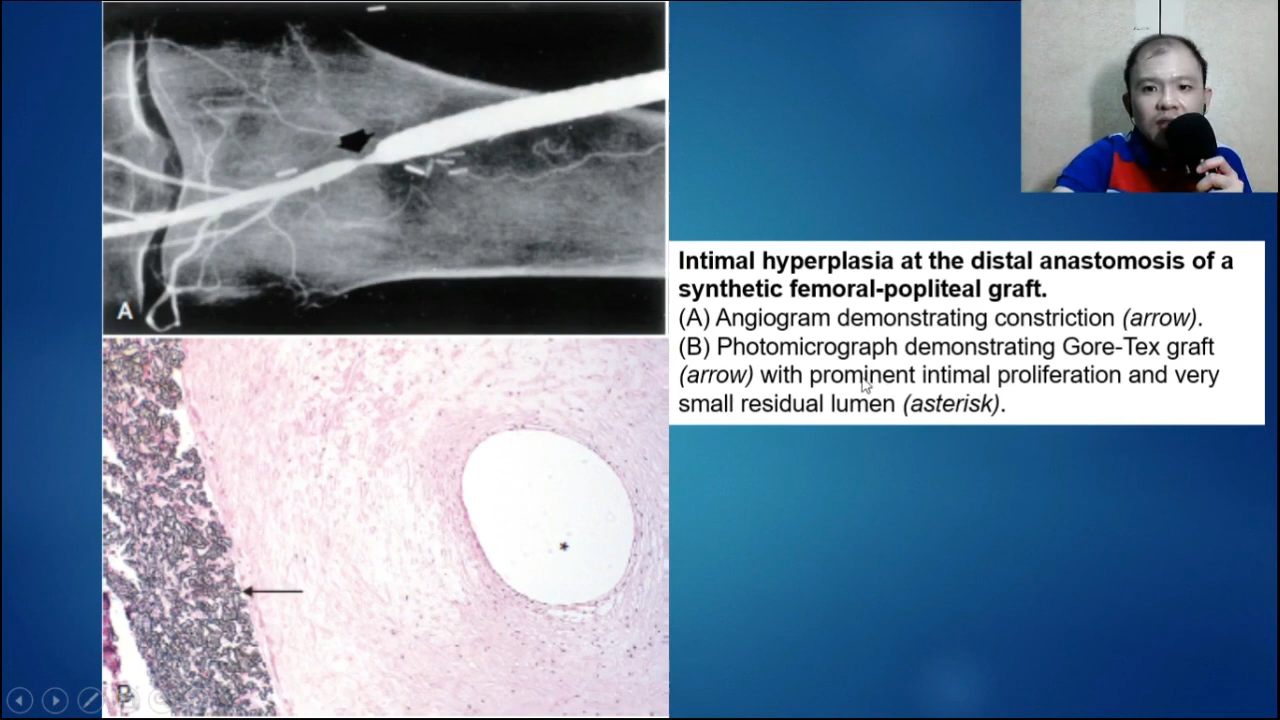 A
Intimal hyperplasia at the distal anastomosis of a
synthetic femoral-popliteal graft.
(A) Angiogram demonstrating constriction (arrow).
(B) Photomicrograph demonstrating Gore-Tex graft
(arrow) with prominent intimal proliferation and very
small residual lumen (asterisk).
*
B